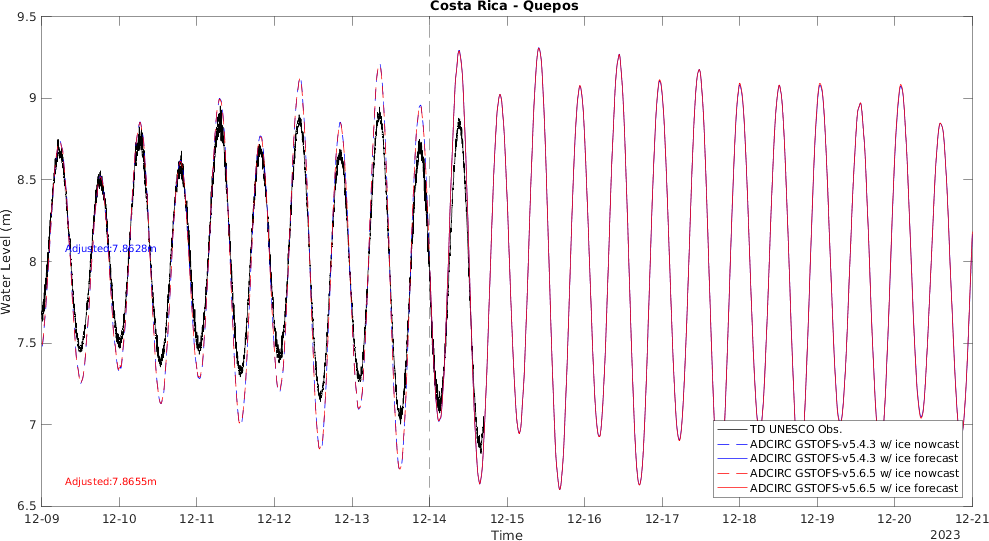 Costa Rica - Quepos
Water Level (m)
9.5
9
8.5
8
7.5
7
6.5
Adjusted:7.8528m
Adjusted:7.8655m
TD UNESCO Obs.
ADCIRC GSTOFS-v5.4.3 w/ ice nowcast
ADCIRC GSTOFS-v5.4.3 w/ ice forecast
ADCIRC GSTOFS-v5.6.5 w/ ice nowcast
ADCIRC GSTOFS-v5.6.5 w/ ice forecast
12-09 12-10 12-11 12-12 12-13 12-14 12-15 12-16 12-17 12-18 12-19 12-20 12-21
Time
2023